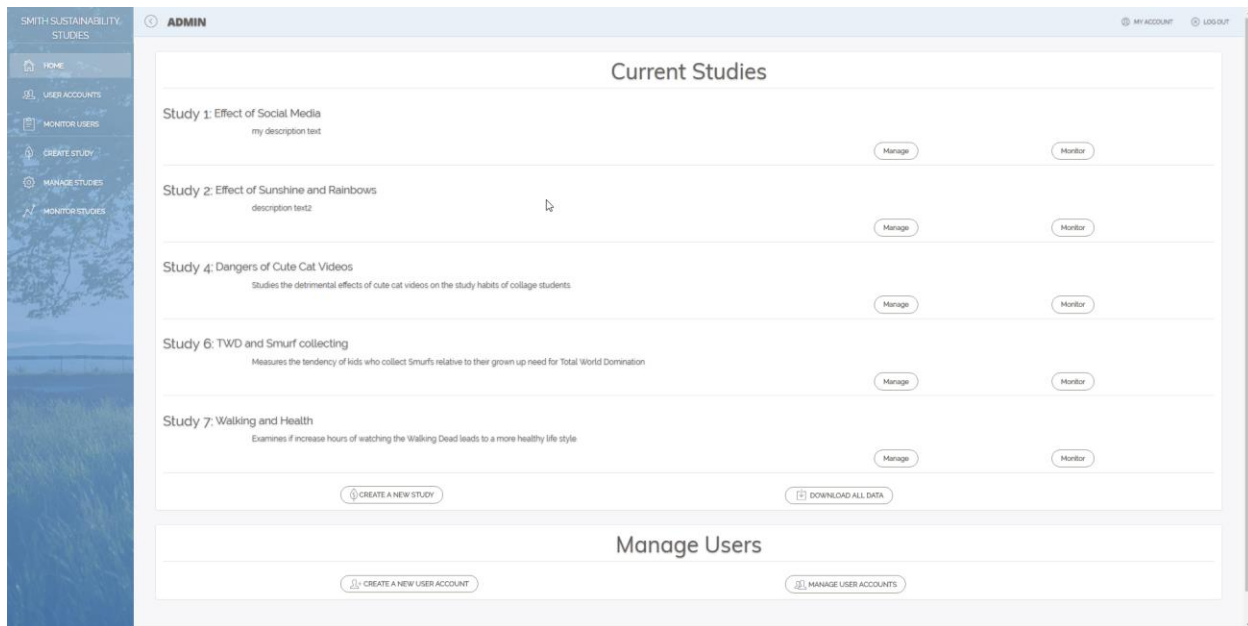 SMITH SUSTAINABILITY
STUDIES
HOME
USER ACCOUNTS
MONITOR USERS
CREATE STUDY
MANAGE STUDIES
MONITOR STUDIES
ADMIN
MY ACCOUNT
LOG OUT
Current Studies
Study 1: Effect of Social Media
my description text
Manage
Monitor
Study 2: Effect of Sunshine and Rainbows
description text2
Manage
Monitor
Study 4: Dangers of Cute Cat Videos
Studies the detrimental effects of cute cat videos on the study habits of collage students
Manage
Monitor
Study 6: TWD and Smurf collecting
Measures the tendency of kids who collect Smurfs relative to their grown up need for Total World Domination
Manage
Monitor
Study 7: Walking and Health
Examines if increase hours of watching the Walking Dead leads to a more healthy life style
Manage
Monitor
CREATE A NEW STUDY
DOWNLOAD ALL DATA
Manage Users
CREATE A NEW USER ACCOUNT
MANAGE USER ACCOUNTS